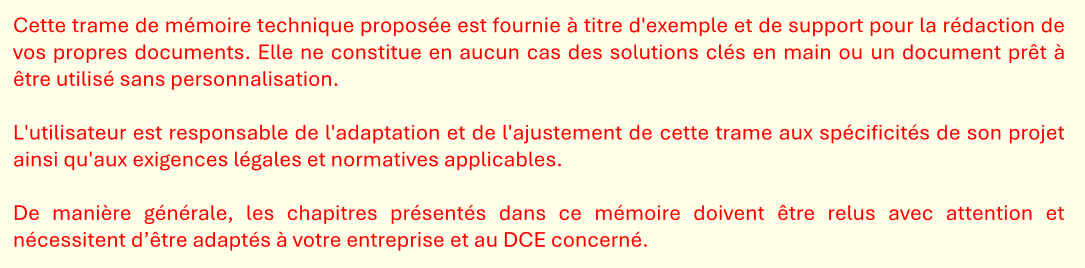 Cette trame de mémoire technique proposée est fournie à titre d'exemple et de support pour la rédaction de
vos propres documents. Elle ne constitue en aucun cas des solutions clés en main ou un document prêt à
être utilisé sans personnalisation.
L'utilisateur est responsable de l'adaptation et de l'ajustement de cette trame aux spécificités de son projet
ainsi qu'aux exigences légales et normatives applicables.
De manière générale, les chapitres présentés dans ce mémoire doivent être relus avec attention et
nécessitent d’être adaptés à votre entreprise et au DCE concerné.